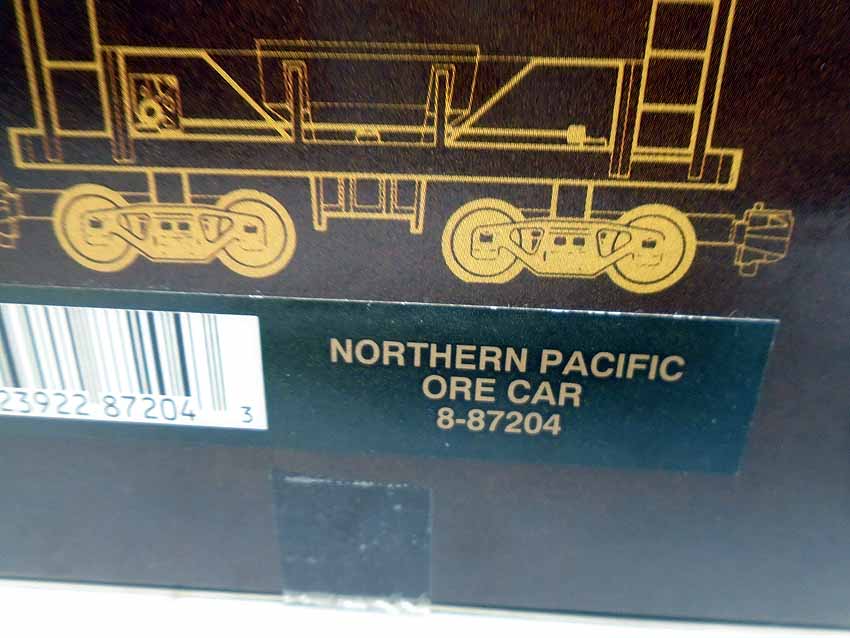 NORTHERN PACIFIC
ORE CAR
8-87204
23922 87204 3